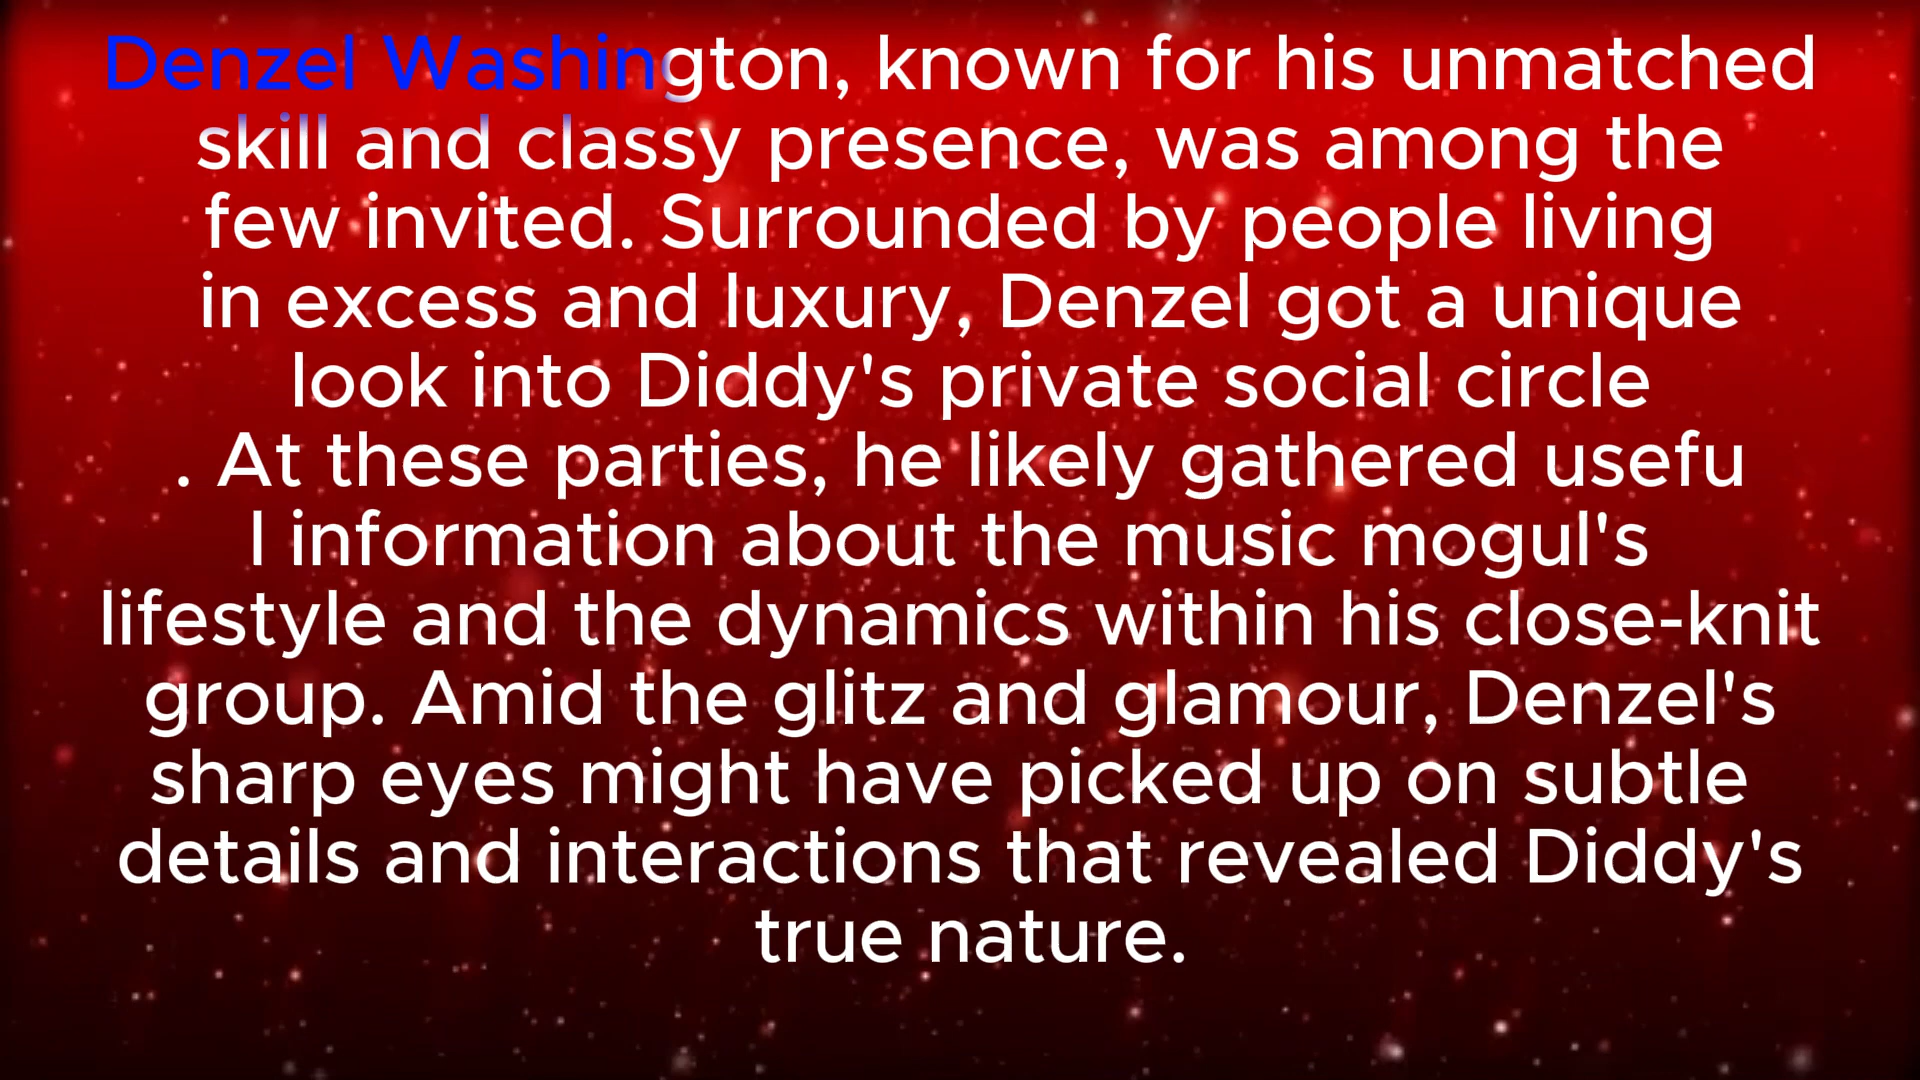 Denzel Washington, known for his unmatched
skill and classy presence, was among the
few invited. Surrounded by people living
in excess and luxury, Denzel got a unique
look into Diddy's private social circle
. At these parties, he likely gathered usefu
l information about the music mogul's
lifestyle and the dynamics within his close-knit
group. Amid the glitz and glamour, Denzel's
sharp eyes might have picked up on subtle
details and interactions that revealed Diddy's
true nature.